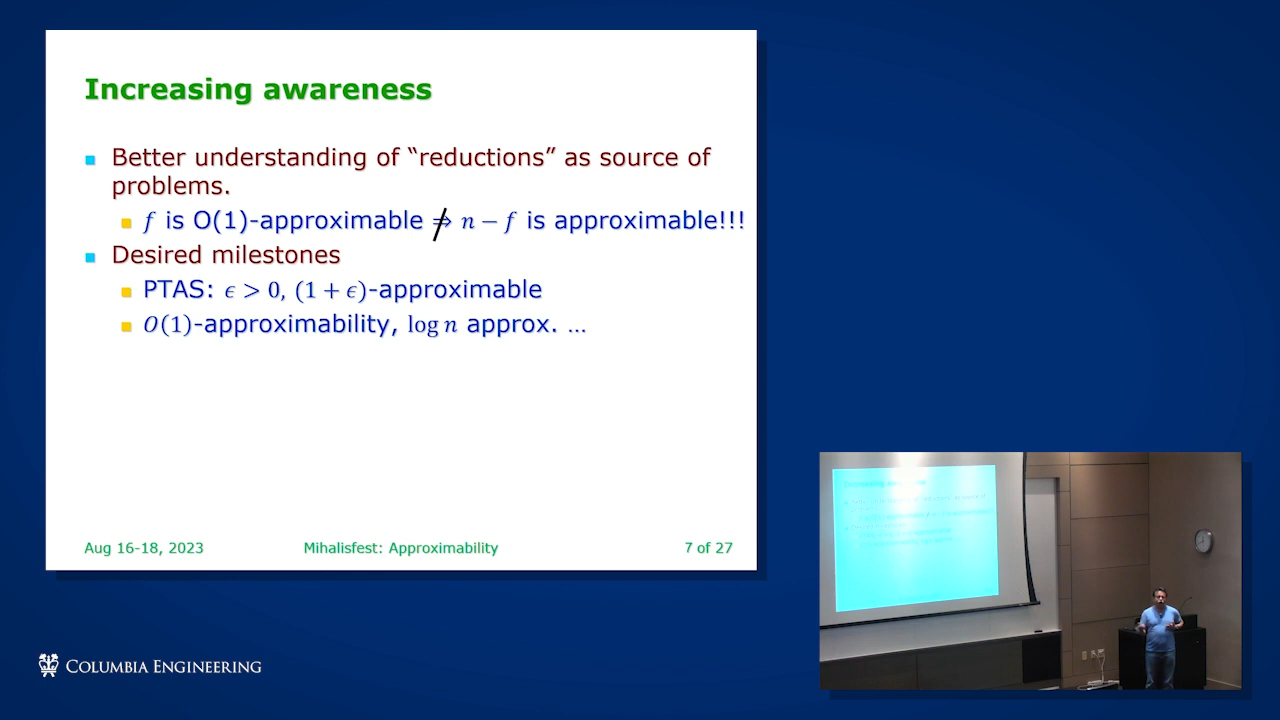 Increasing awareness
Better understanding of “reductions” as source of
problems.
f is O(1)-approximable ⇏ n − f is approximable!!!
Desired milestones
PTAS: ϵ > 0, (1 + ϵ)-approximable
O(1)-approximability, log n approx. …
Aug 16-18, 2023 Mihalisfest: Approximability 7 of 27
COLUMBIA ENGINEERING